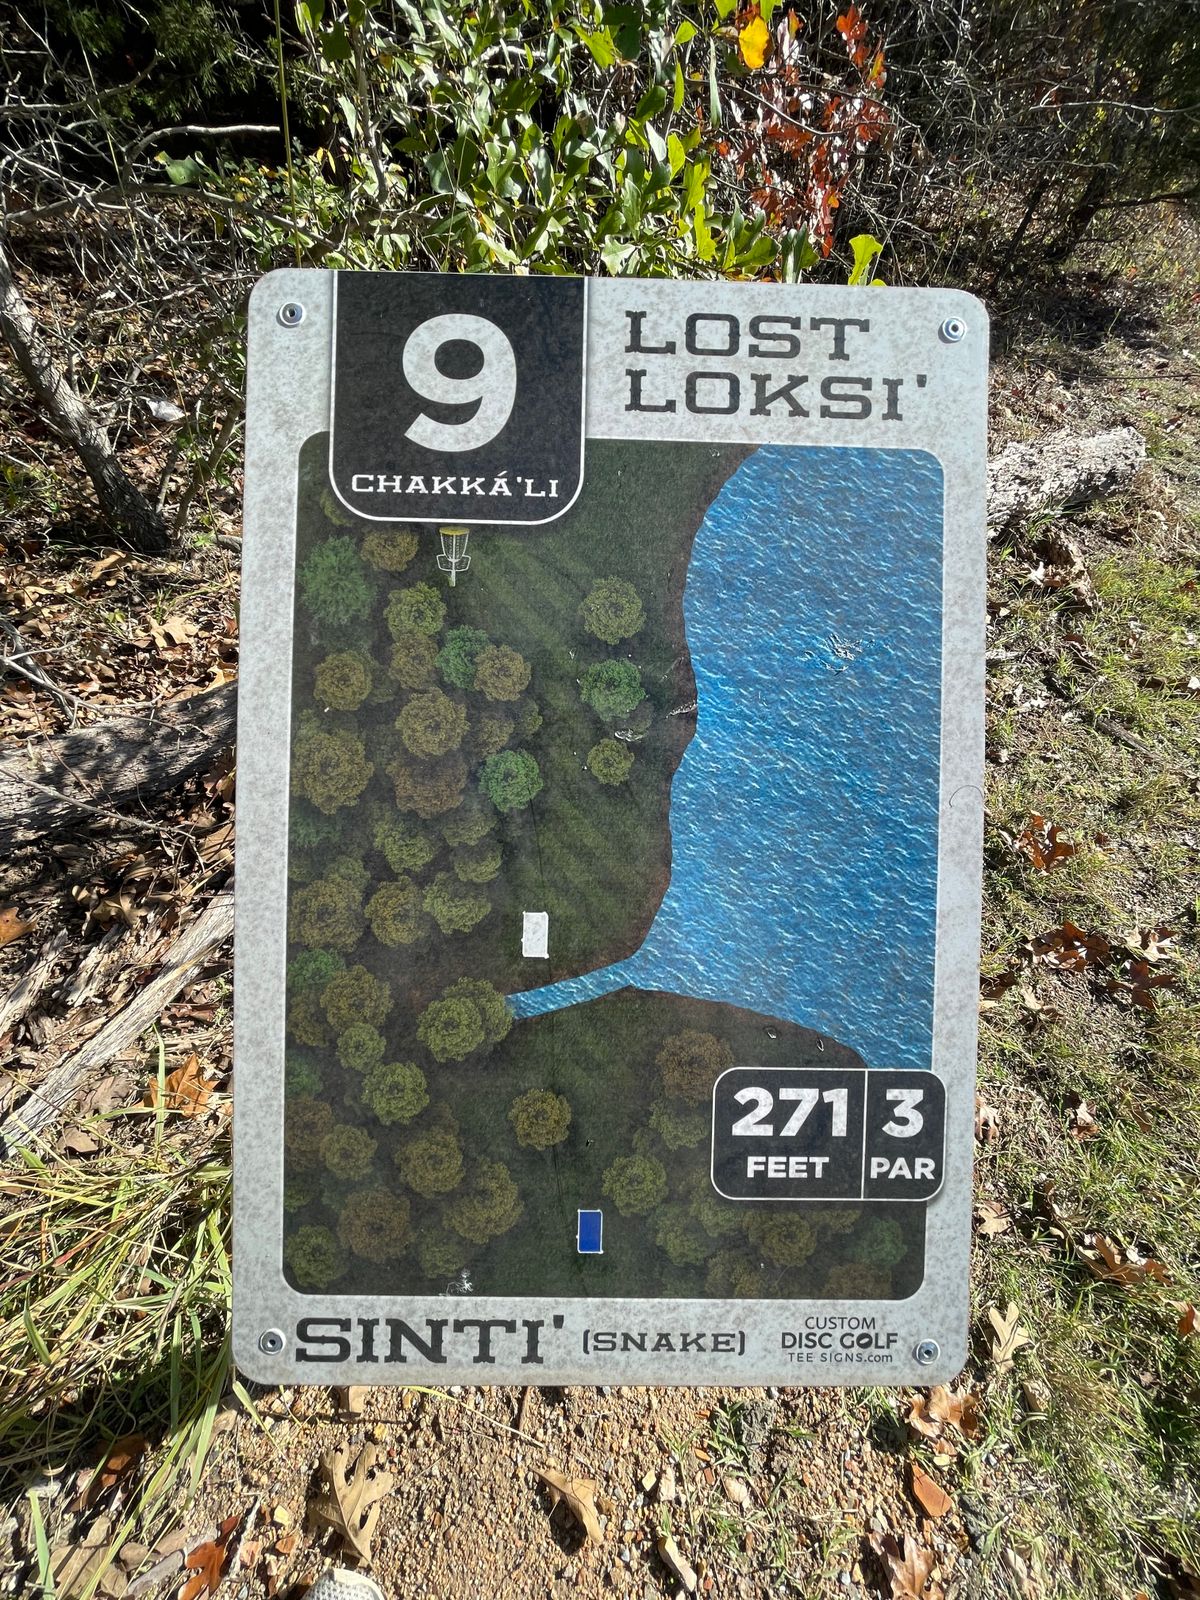 9
CHAKKÁ'LI
LOST
LOKSI'
271
FEET
3
PAR
SINTI' (SNAKE)
CUSTOM
DISC GOLF
TEE SIGNS.com